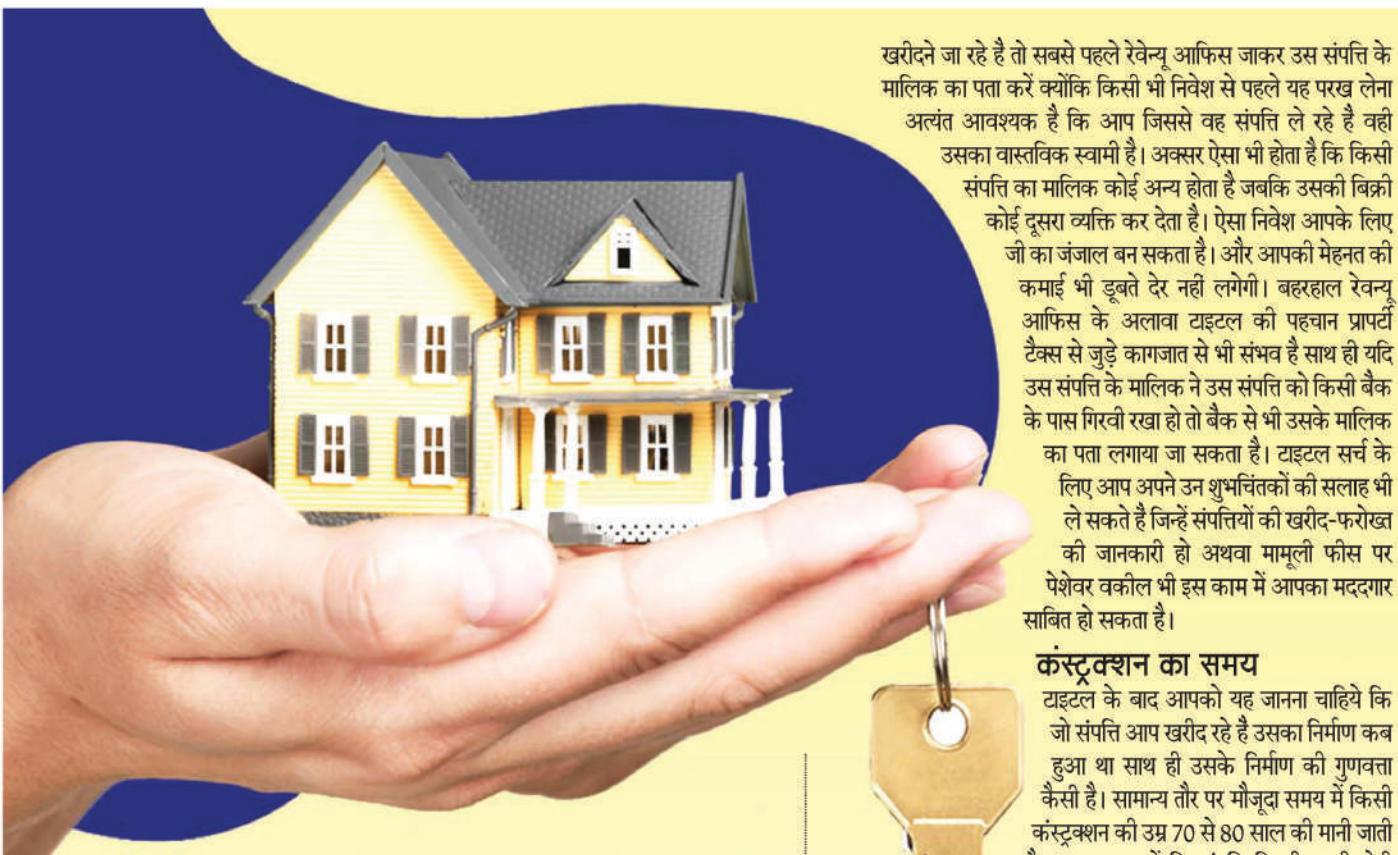 खरीदने जा रहे है तो सबसे पहले रेवेन्यू आफिस जाकर उस संपत्ति के
मालिक का पता करें क्योंकि किसी भी निवेश से पहले यह परख लेना
अत्यंत आवश्यक है कि आप जिससे वह संपत्ति ले रहे है वही
उसका वास्तविक स्वामी है। अक्सर ऐसा भी होता है कि किसी
संपत्ति का मालिक कोई अन्य होता है जबकि उसकी बिक्री
कोई दूसरा व्यक्ति कर देता है। ऐसा निवेश आपके लिए
जी का जंजाल बन सकता है। और आपकी मेहनत की
कमाई भी डूबते देर नहीं लगेगी। बहरहाल रेवन्यू
आफिस के अलावा टाइटल की पहचान प्रापर्टी
टैक्स से जुड़े कागजात से भी संभव है साथ ही यदि
उस संपत्ति के मालिक ने उस संपत्ति को किसी बैक
के पास गिरवी रखा हो तो बैक से भी उसके मालिक
का पता लगाया जा सकता है। टाइटल सर्च के
लिए आप अपने उन शुभचिंतकों की सलाह भी
ले सकते है जिन्हें संपत्तियों की खरीद-फरोख्त
की जानकारी हो अथवा मामूली फीस पर
पेशेवर वकील भी इस काम में आपका मददगार
साबित हो सकता है।
कंस्ट्रक्शन का समय
टाइटल के बाद आपको यह जानना चाहिये कि
जो संपत्ति आप खरीद रहे है उसका निर्माण कब
हुआ था साथ ही उसके निर्माण की गुणवत्ता
कैसी है। सामान्य तौर पर मौजूदा समय में किसी
कंस्ट्रक्शन की उम्र 70 से 80 साल की मानी जाती